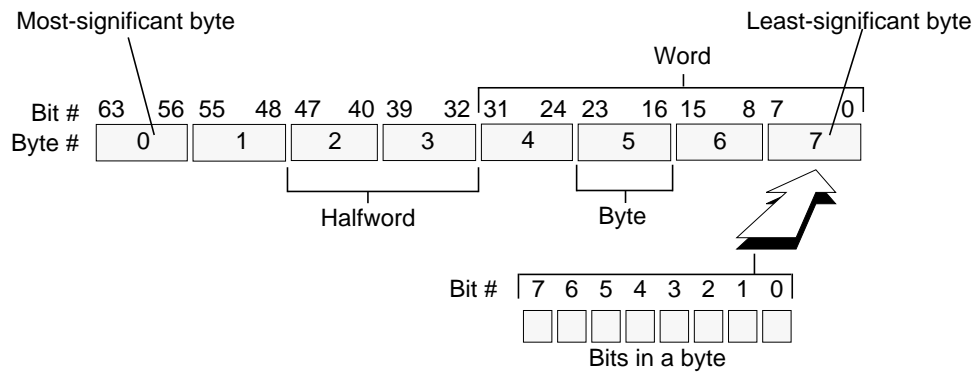 Most-significant byte Least-significant byte
Word
Bit # 63 56 55 48 47 40 39 32 31 24 23 16 15 8 7 0
Byte # 0 1 2 3 4 5 6 7
Halfword Byte
Bit # 7 6 5 4 3 2 1 0
Bits in a byte